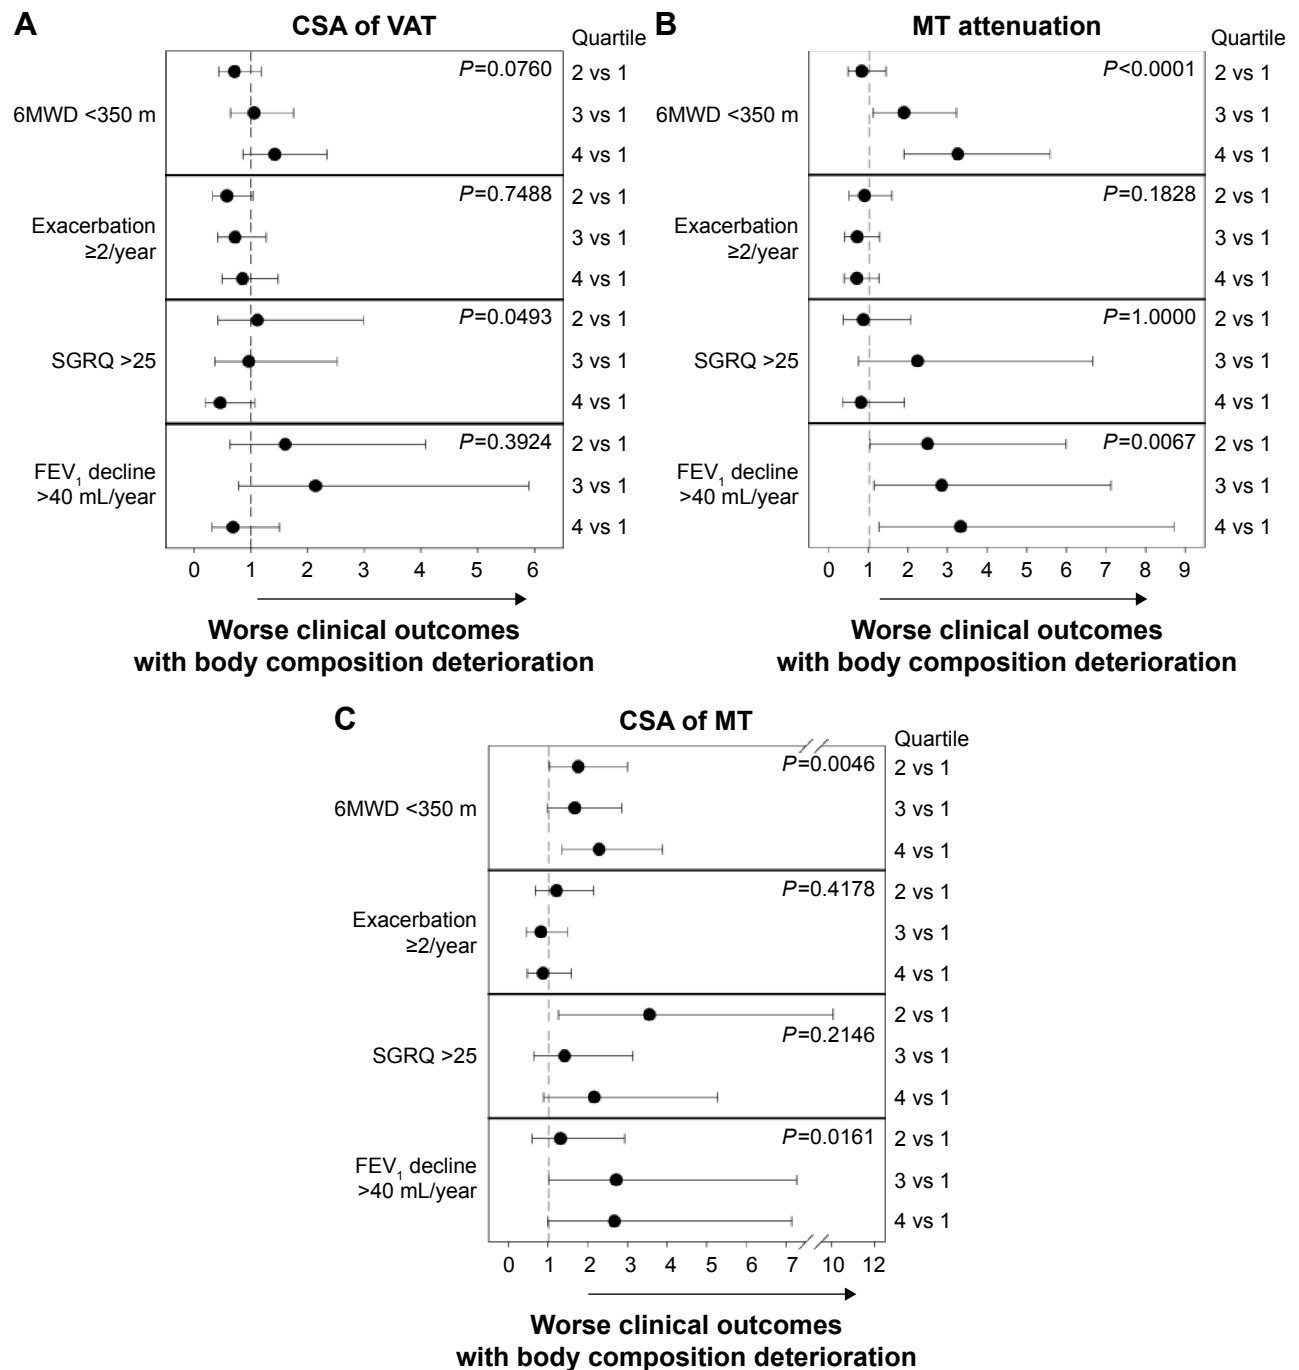 A
CSA of VAT
Quartile
P=0.0760
2 vs 1
6MWD <350 m
3 vs 1
4 vs 1
P=0.7488
2 vs 1
Exacerbation
≥2/year
3 vs 1
4 vs 1
P=0.0493
2 vs 1
SGRQ >25
3 vs 1
4 vs 1
P=0.3924
2 vs 1
FEV₁ decline
>40 mL/year
3 vs 1
4 vs 1
0 1 2 3 4 5 6
Worse clinical outcomes
with body composition deterioration
B
MT attenuation
Quartile
P<0.0001
2 vs 1
6MWD <350 m
3 vs 1
4 vs 1
P=0.1828
2 vs 1
Exacerbation
≥2/year
3 vs 1
4 vs 1
P=1.0000
2 vs 1
SGRQ >25
3 vs 1
4 vs 1
P=0.0067
2 vs 1
FEV₁ decline
>40 mL/year
3 vs 1
4 vs 1
0 1 2 3 4 5 6 7 8 9
Worse clinical outcomes
with body composition deterioration
C
CSA of MT
Quartile
P=0.0046
2 vs 1
6MWD <350 m
3 vs 1
4 vs 1
P=0.4178
2 vs 1
Exacerbation
≥2/year
3 vs 1
4 vs 1
2 vs 1
P=0.2146
SGRQ >25
3 vs 1
4 vs 1
P=0.0161
2 vs 1
FEV₁ decline
>40 mL/year
3 vs 1
4 vs 1
0 1 2 3 4 5 6 7 10 12
Worse clinical outcomes
with body composition deterioration